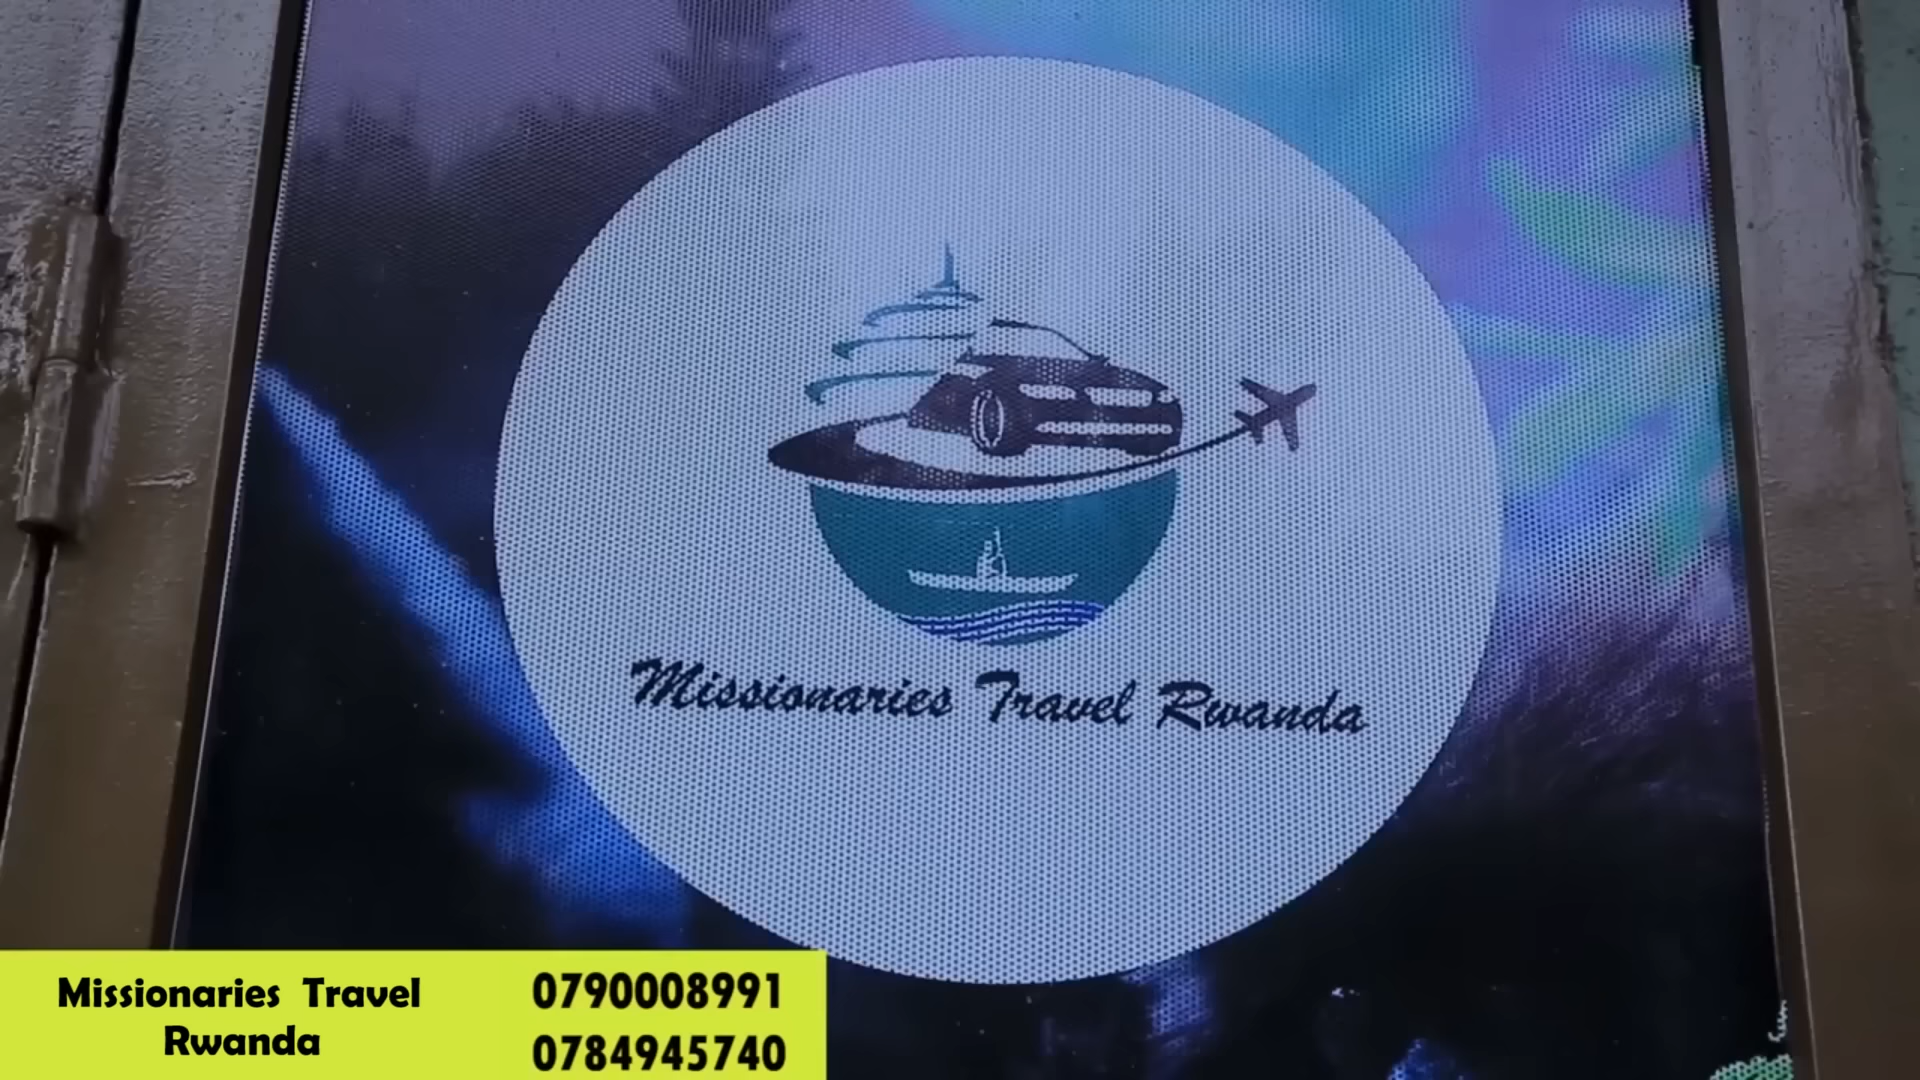 Missionaries Travel Rwanda
Missionaries Travel
Rwanda
0790008991
0784945740